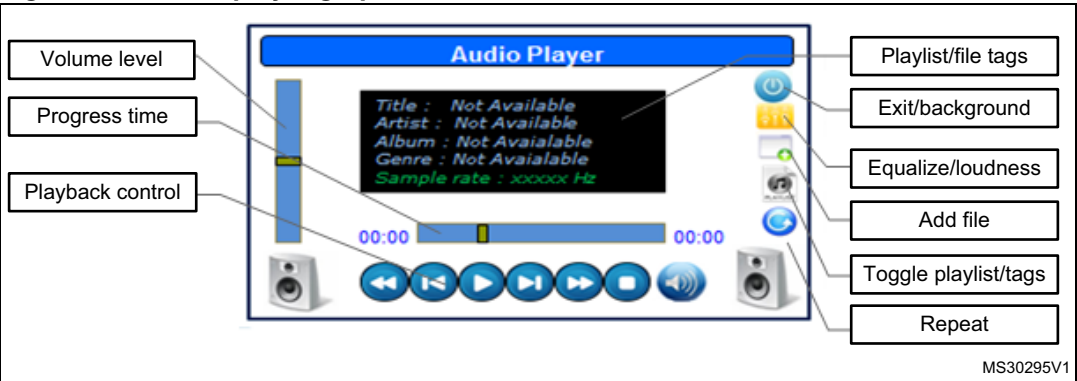 Volume level
Progress time
Playback control
Audio Player
Title : Not Available
Artist : Not Available
Album : Not Avaialable
Genre : Not Avaialable
Sample rate : xxxxx Hz
00:00
00:00
PLAYLIST
Playlist/file tags
Exit/background
Equalize/loudness
Add file
Toggle playlist/tags
Repeat
MS30295V1